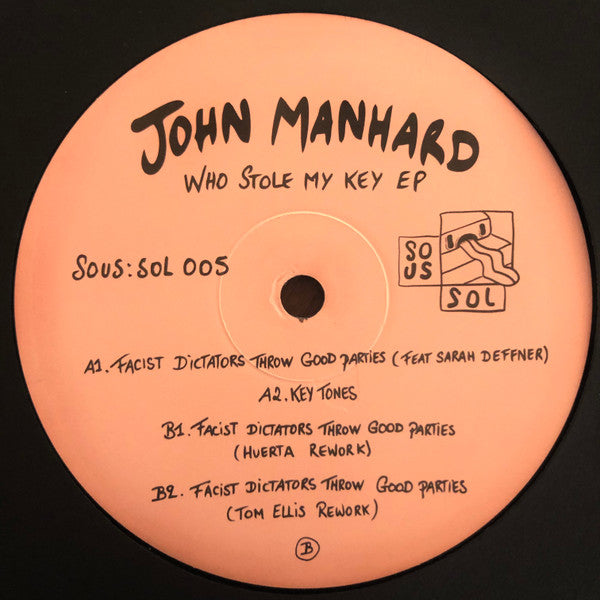 JOHN MANHARD
WHO STOLE MY KEY EP
SOUS:SOL 005
SO
US
SOL
A1. FACIST DICTATORS THROW GOOD PARTIES (FEAT SARAH DEFFNER)
A2. KEY TONES
B1. FACIST DICTATORS THROW GOOD PARTIES
(HUERTA REWORK)
B2. FACIST DICTATORS THROW GOOD PARTIES
(TOM ELLIS REWORK)
B